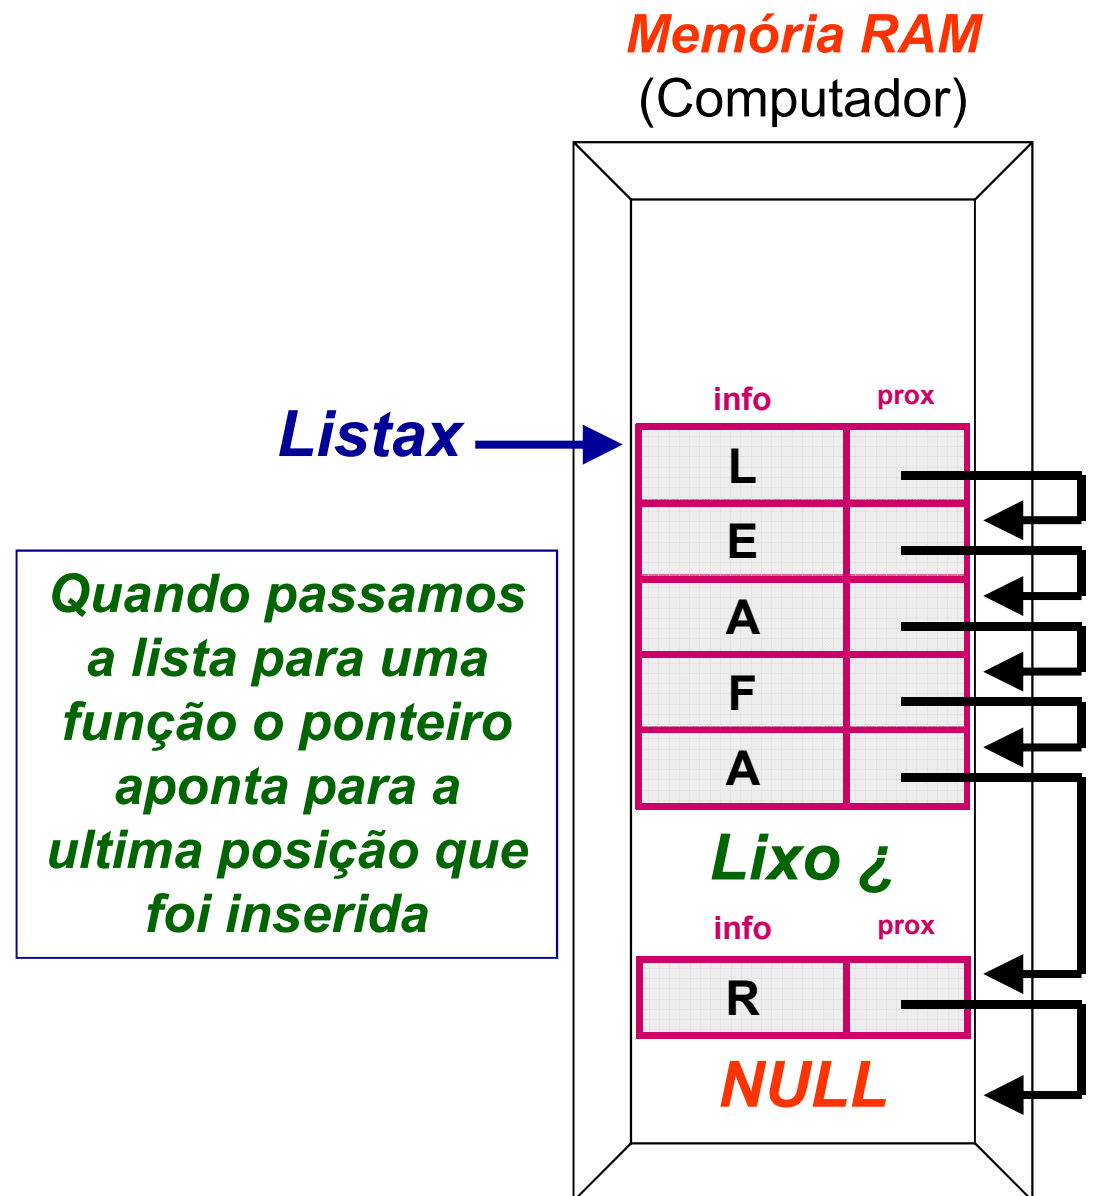 Memória RAM
(Computador)
info prox
Listax
L
E
A
F
A
Quando passamos
a lista para uma
função o ponteiro
aponta para a
ultima posição que
foi inserida
Lixo ¿
info prox
R
NULL